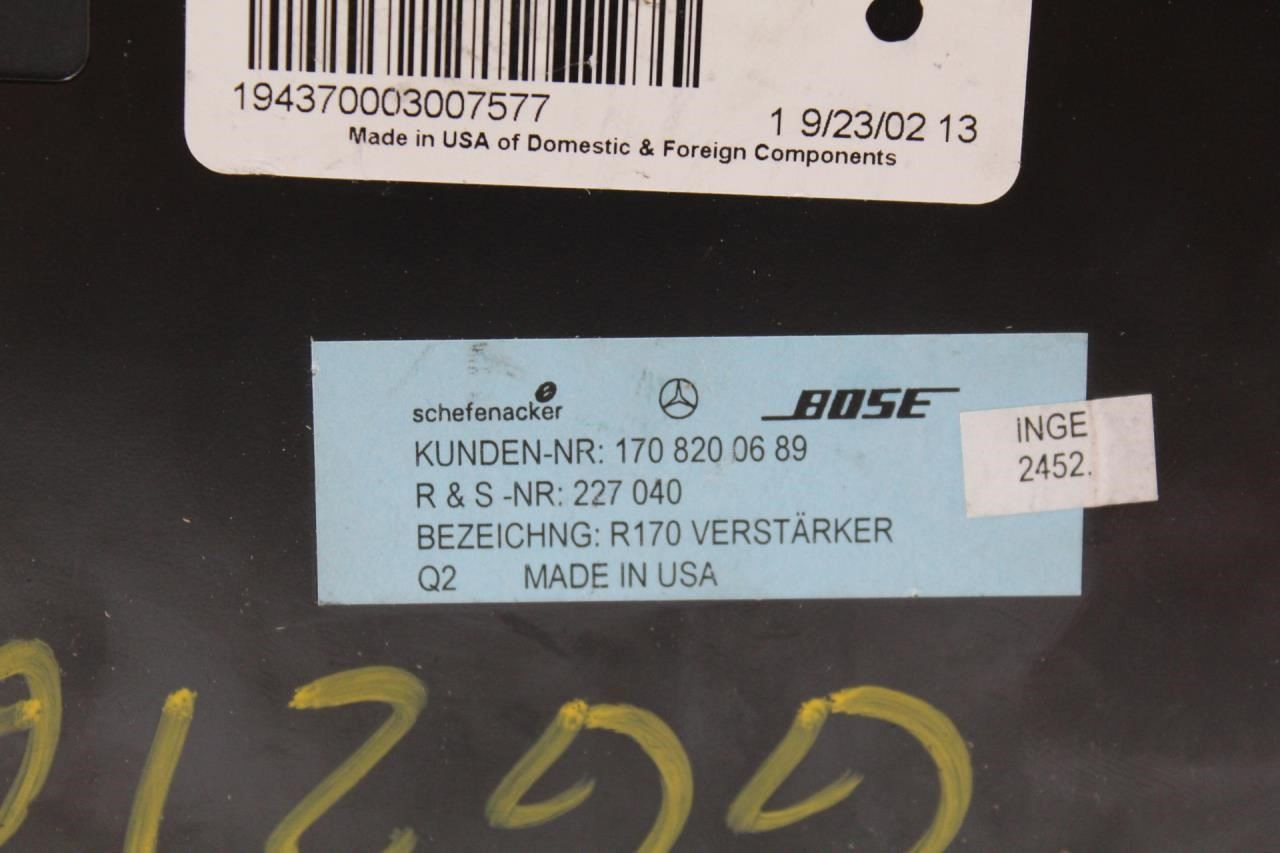 194370003007577 1 9/23/02 13
Made in USA of Domestic & Foreign Components
schefenacker BOSE
KUNDEN-NR: 170 820 06 89
R & S -NR: 227 040
BEZEICHNG: R170 VERSTÄRKER
Q2 MADE IN USA
INGE
2452.